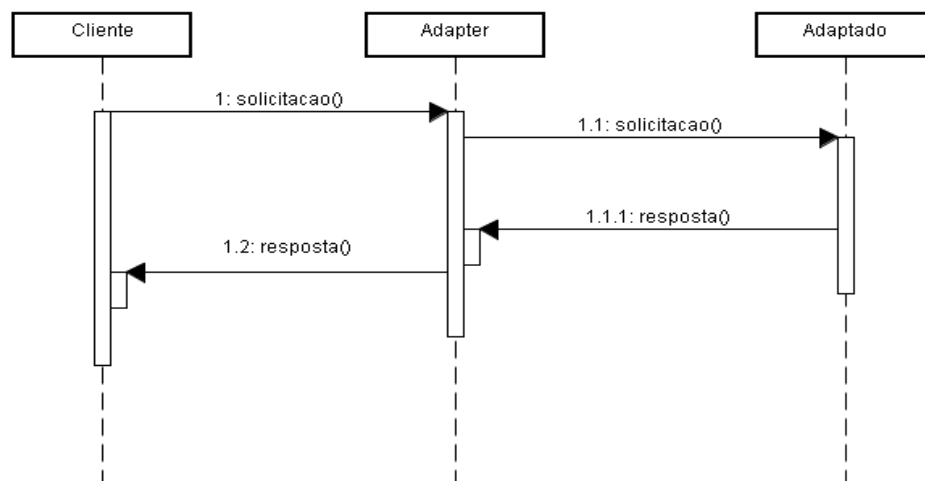 Cliente
Adapter
Adaptado
1: solicitacao()
1.1: solicitacao()
1.1.1: resposta()
1.2: resposta()